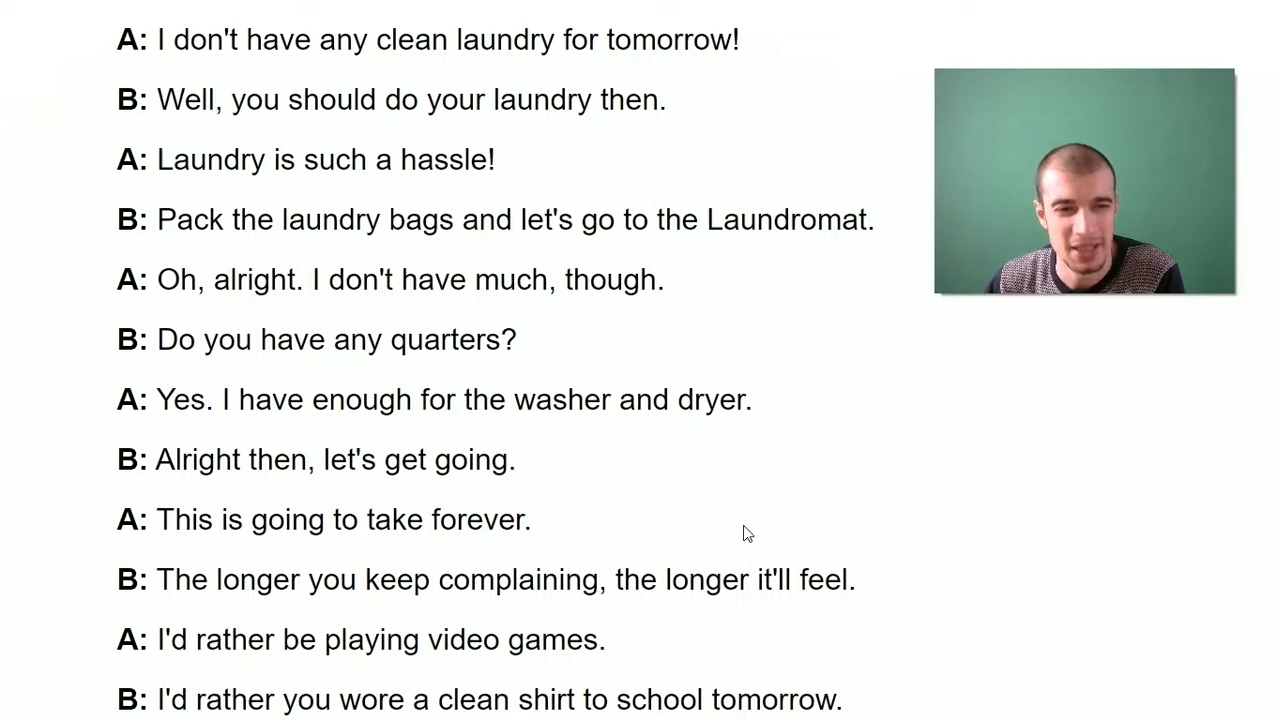 A: I don't have any clean laundry for tomorrow!
B: Well, you should do your laundry then.
A: Laundry is such a hassle!
B: Pack the laundry bags and let's go to the Laundromat.
A: Oh, alright. I don't have much, though.
B: Do you have any quarters?
A: Yes. I have enough for the washer and dryer.
B: Alright then, let's get going.
A: This is going to take forever.
B: The longer you keep complaining, the longer it'll feel.
A: I'd rather be playing video games.
B: I'd rather you wore a clean shirt to school tomorrow.